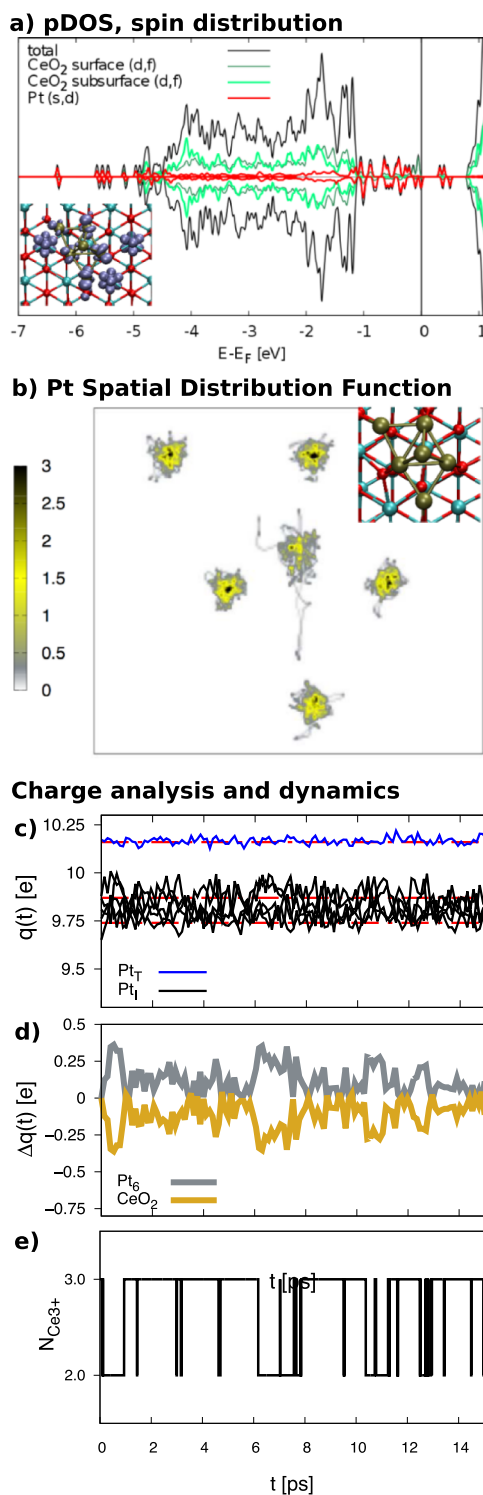 a) pDOS, spin distribution
total
CeO2 surface (d,f)
CeO2 subsurface (d,f)
Pt (s,d)
-7 -6 -5 -4 -3 -2 -1 0 1
E-EF [eV]
b) Pt Spatial Distribution Function
3
2.5
2
1.5
1
0.5
0
Charge analysis and dynamics
c)
10.25
10
9.75
9.5
q(t) [e]
PtT
PtI
d)
0.5
0.25
0
-0.25
-0.5
-0.75
Δq(t) [e]
Pt6
CeO2
e)
t [ps]
3.0
2.0
NCe3+
0 2 4 6 8 10 12 14
t [ps]